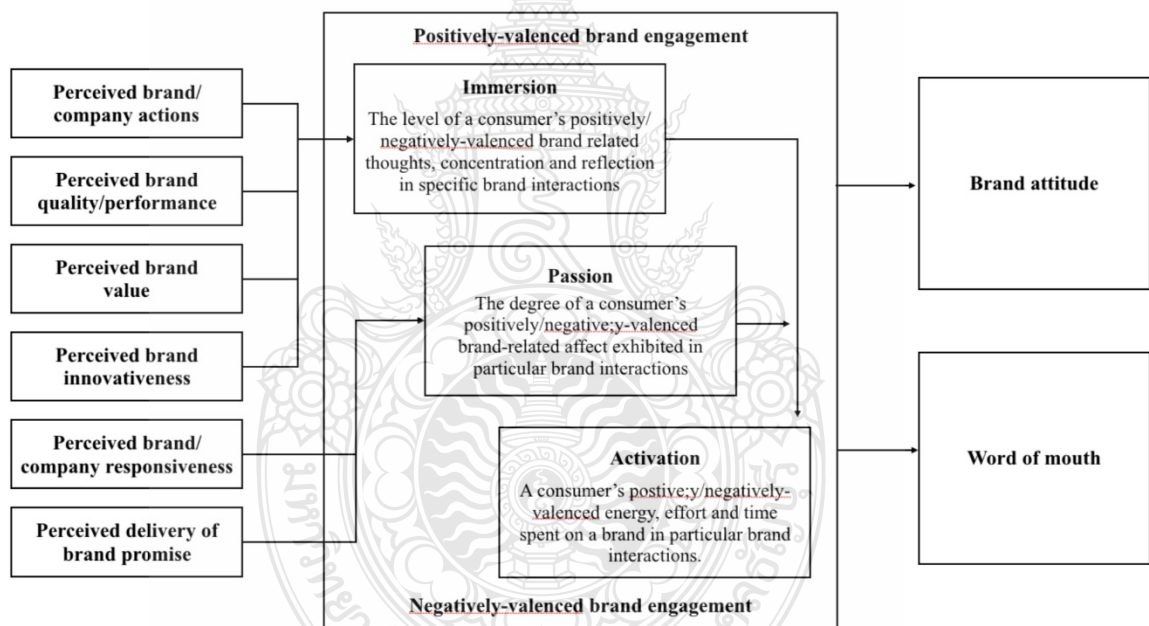 Positively-valenced brand engagement
Perceived brand/
company actions
Perceived brand
quality/performance
Perceived brand
value
Perceived brand
innovativeness
Perceived brand/
company responsiveness
Perceived delivery of
brand promise
Immersion
The level of a consumer's positively/
negatively-valenced brand related
thoughts, concentration and reflection
in specific brand interactions
Passion
The degree of a consumer's
positively/negative;y-valenced
brand-related affect exhibited in
particular brand interactions
Activation
A consumer's postive;y/negatively-
valenced energy, effort and time
spent on a brand in particular brand
interactions.
Negatively-valenced brand engagement
Brand attitude
Word of mouth